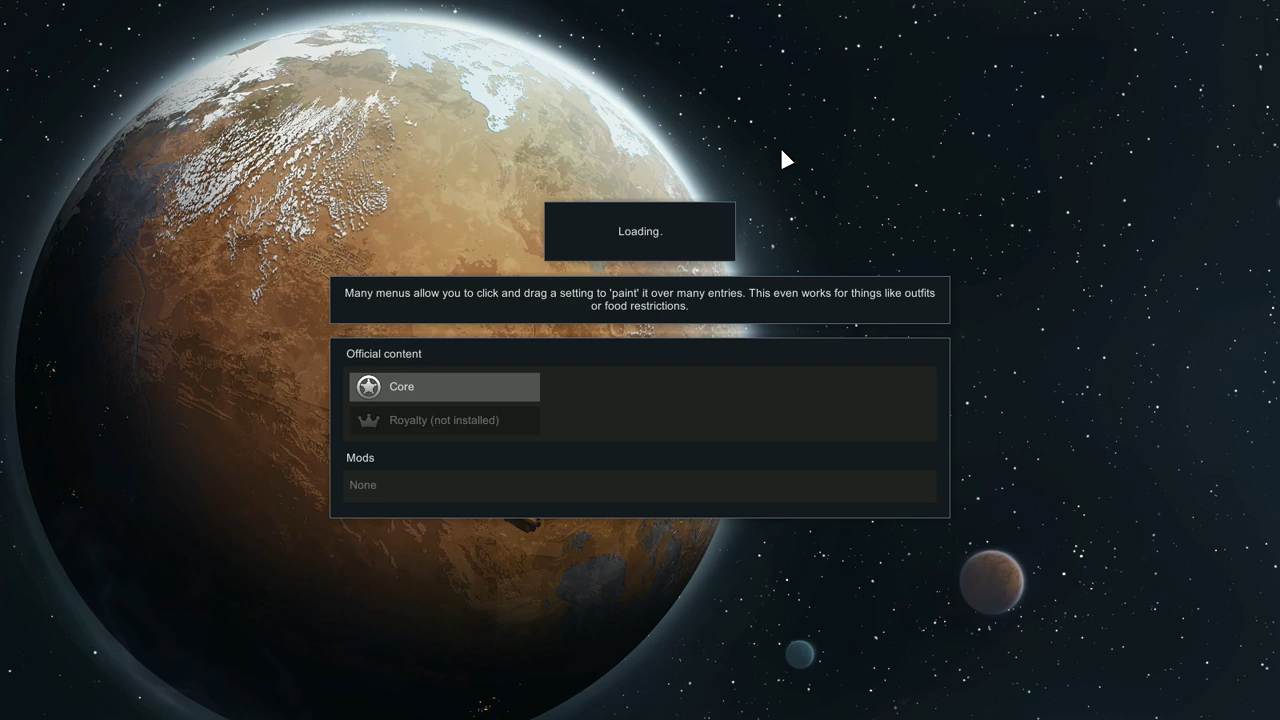 Loading.
Many menus allow you to click and drag a setting to 'paint' it over many entries. This even works for things like outfits
or food restrictions.
Official content
Core
Royalty (not installed)
Mods
None